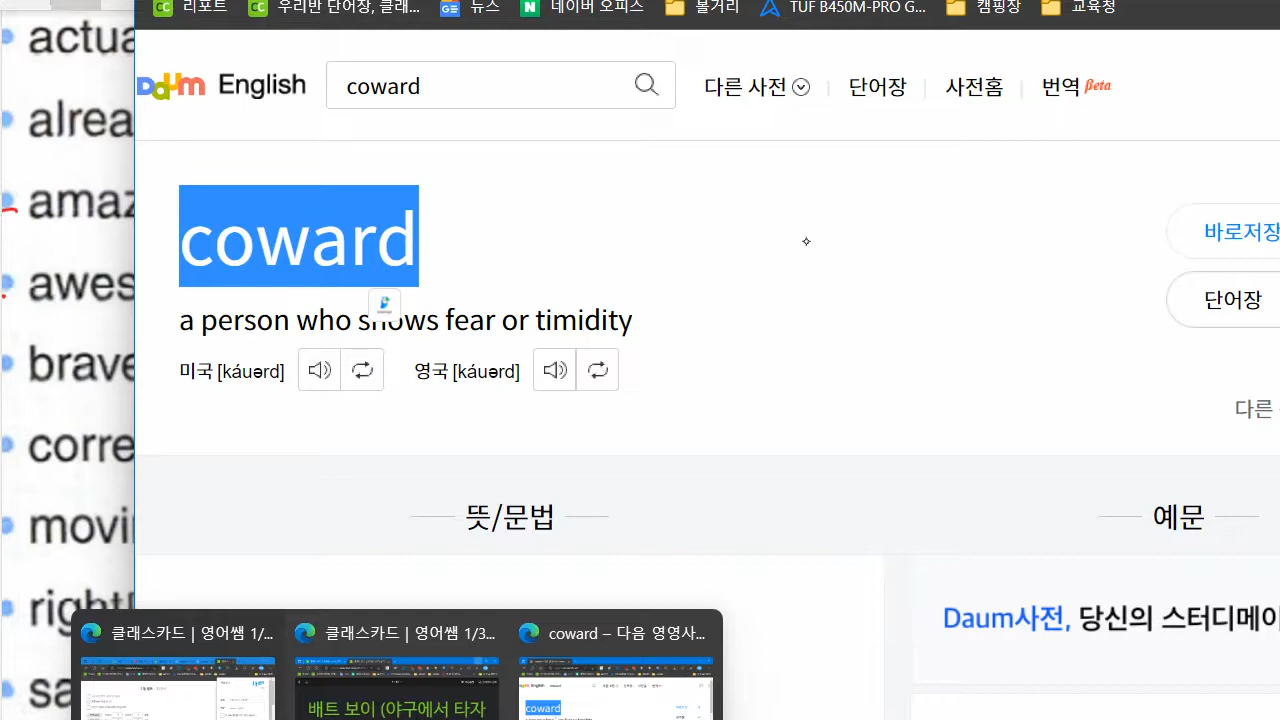 리포트
우리반 단어장, 클래...
뉴스
네이버 오피스
볼거리
TUF B450M-PRO G...
캠핑장
교육청
Daum English
coward
다른 사전
단어장
사전홈
번역 βeta
coward
a person who shows fear or timidity
미국 [káuərd]
영국 [káuərd]
바로저장
단어장
다른
뜻/문법
예문
Daum사전, 당신의 스터디메이
actua
alrea
amaz
awes
brave
corre
movi
right
sa
클래스카드 | 영어쌤 1/...
클래스카드 | 영어쌤 1/3...
coward – 다음 영영사...
배트 보이 (야구에서 타자
coward